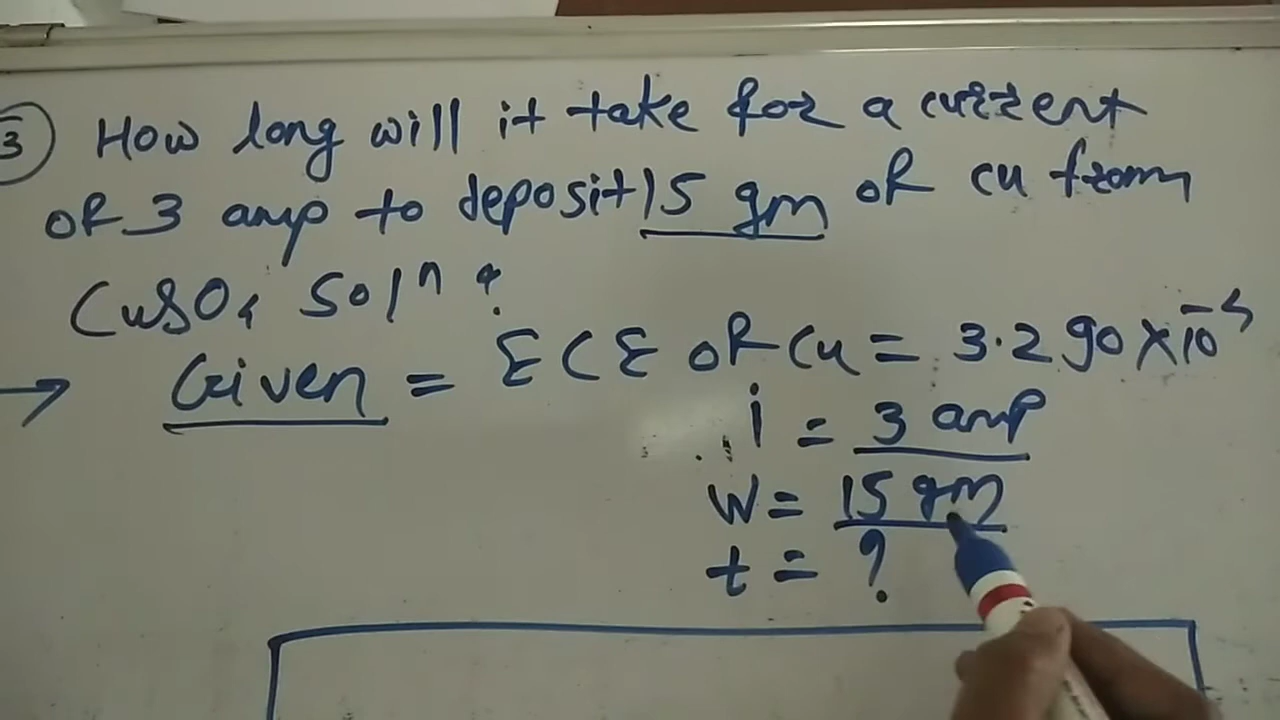 3 How long will it take for a current
of 3 amp to deposit 15 gm of cu from
CuSO4 Solⁿ ?
→ Given = ECE of Cu = 3.290 × 10⁻⁴
i = 3 amp
W = 15 gm
t = ?